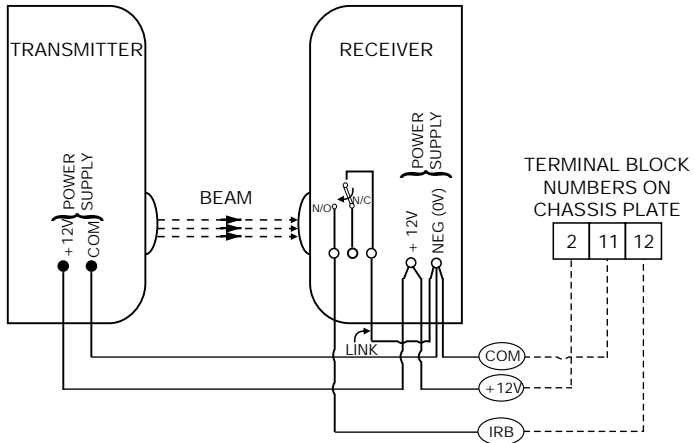 TRANSMITTER
RECEIVER
POWER
SUPPLY
+12V
COM
BEAM
N/O
N/C
POWER
SUPPLY
+ 12V
NEG (0V)
TERMINAL BLOCK
NUMBERS ON
CHASSIS PLATE
2 11 12
LINK
COM
+12V
IRB